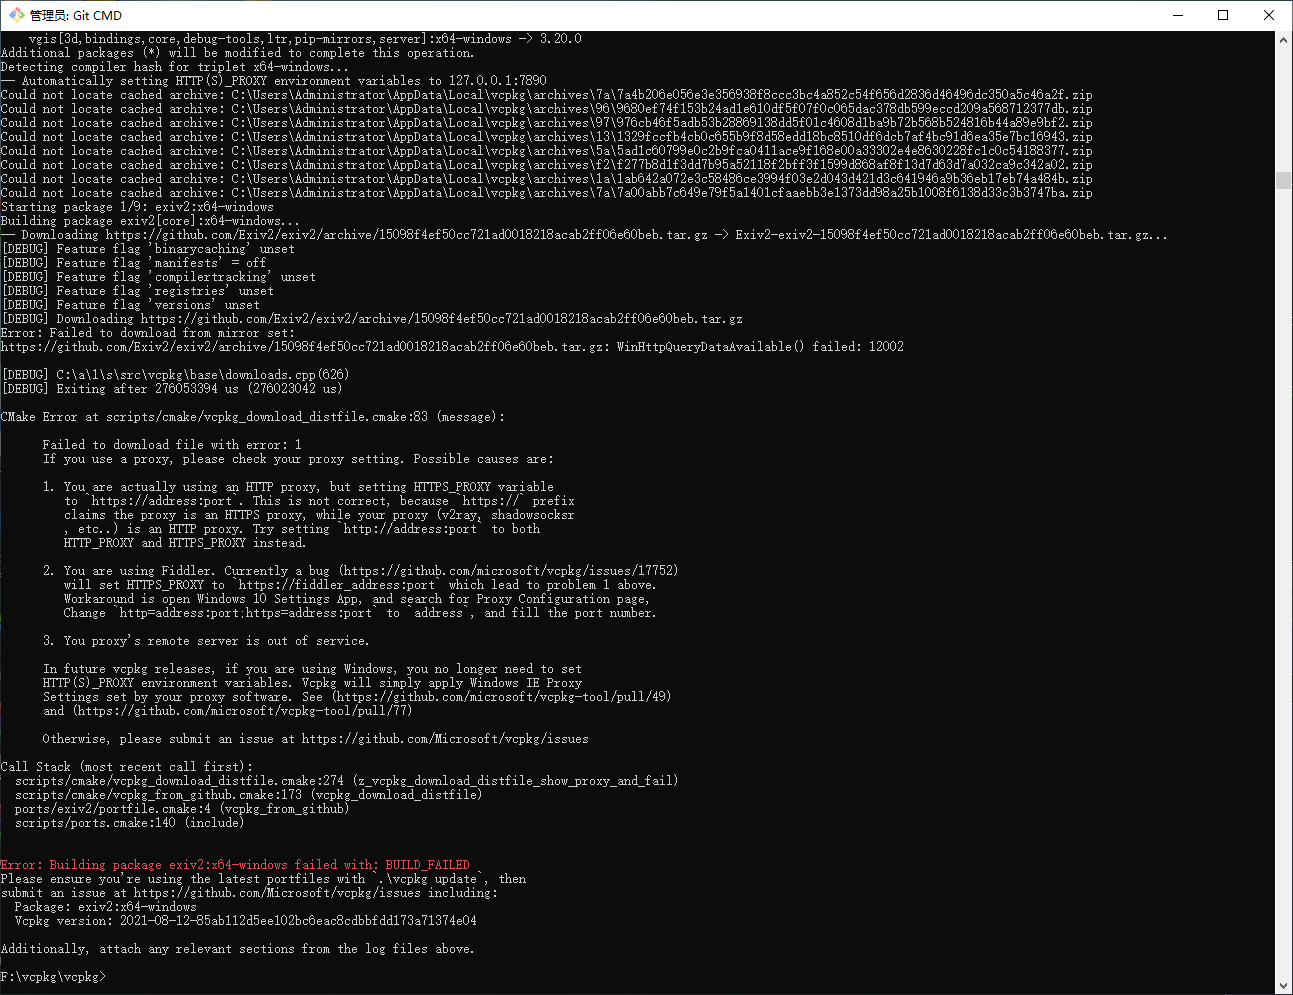 管理员: Git CMD
vgis[3d,bindings,core,debug-tools,ltr,pip-mirrors,server]:x64-windows -> 3.20.0
Additional packages (*) will be modified to complete this operation.
Detecting compiler hash for triplet x64-windows...
-- Automatically setting HTTP(S)_PROXY environment variables to 127.0.0.1:7890
Could not locate cached archive: C:\Users\Administrator\AppData\Local\vcpkg\archives\7a\7a4b206e056e3e356938f8ccc3bc4a852c54f656d2836d46496dc350a5c46a2f.zip
Could not locate cached archive: C:\Users\Administrator\AppData\Local\vcpkg\archives\96\9680ef74f153b24ad1e610df5f07f0c065dac378db599eccd209a568712377db.zip
Could not locate cached archive: C:\Users\Administrator\AppData\Local\vcpkg\archives\97\976cb46f5adb53b28869138dd5f01c4608d1ba9b72b568b524816b44a89e9bf2.zip
Could not locate cached archive: C:\Users\Administrator\AppData\Local\vcpkg\archives\13\1329fccfb4cb0c655b9f8d58edd18bc8510df6dcb7af4bc91d6ea35e7bc16943.zip
Could not locate cached archive: C:\Users\Administrator\AppData\Local\vcpkg\archives\5a\5ad1c60799e0c2b9fca0411ace9f168e00a33302e4e8630228fc1c0c54188377.zip
Could not locate cached archive: C:\Users\Administrator\AppData\Local\vcpkg\archives\f2\f277b8d1f3dd7b95a52118f2bff3f1599d868af8f13d7d63d7a032ca9c342a02.zip
Could not locate cached archive: C:\Users\Administrator\AppData\Local\vcpkg\archives\1a\1ab642a072e3c58486ce3994f03e2d043d421d3c641946a9b36eb17eb74a484b.zip
Could not locate cached archive: C:\Users\Administrator\AppData\Local\vcpkg\archives\7a\7a00abb7c649e79f5a1401cfaaebb3e1373dd98a25b1008f6138d33c3b3747ba.zip
Starting package 1/9: exiv2:x64-windows
Building package exiv2[core]:x64-windows...
-- Downloading https://github.com/Exiv2/exiv2/archive/15098f4ef50cc721ad0018218acab2ff06e60beb.tar.gz -> Exiv2-exiv2-15098f4ef50cc721ad0018218acab2ff06e60beb.tar.gz...
[DEBUG] Feature flag 'binarycaching' unset
[DEBUG] Feature flag 'manifests' = off
[DEBUG] Feature flag 'compilertracking' unset
[DEBUG] Feature flag 'registries' unset
[DEBUG] Feature flag 'versions' unset
[DEBUG] Downloading https://github.com/Exiv2/exiv2/archive/15098f4ef50cc721ad0018218acab2ff06e60beb.tar.gz
Error: Failed to download from mirror set:
https://github.com/Exiv2/exiv2/archive/15098f4ef50cc721ad0018218acab2ff06e60beb.tar.gz: WinHttpQueryDataAvailable() failed: 12002
[DEBUG] C:\a\1\s\src\vcpkg\base\downloads.cpp(626)
[DEBUG] Exiting after 276053394 us (276023042 us)
CMake Error at scripts/cmake/vcpkg_download_distfile.cmake:83 (message):
Failed to download file with error: 1
If you use a proxy, please check your proxy setting. Possible causes are:
1. You are actually using an HTTP proxy, but setting HTTPS_PROXY variable
to `https://address:port`. This is not correct, because `https://` prefix
claims the proxy is an HTTPS proxy, while your proxy (v2ray, shadowsocksr
, etc..) is an HTTP proxy. Try setting `http://address:port` to both
HTTP_PROXY and HTTPS_PROXY instead.
2. You are using Fiddler. Currently a bug (https://github.com/microsoft/vcpkg/issues/17752)
will set HTTPS_PROXY to `https://fiddler_address:port` which lead to problem 1 above.
Workaround is open Windows 10 Settings App, and search for Proxy Configuration page,
Change `http=address:port;https=address:port` to `address`, and fill the port number.
3. You proxy's remote server is out of service.
In future vcpkg releases, if you are using Windows, you no longer need to set
HTTP(S)_PROXY environment variables. Vcpkg will simply apply Windows IE Proxy
Settings set by your proxy software. See (https://github.com/microsoft/vcpkg-tool/pull/49)
and (https://github.com/microsoft/vcpkg-tool/pull/77)
Otherwise, please submit an issue at https://github.com/Microsoft/vcpkg/issues
Call Stack (most recent call first):
scripts/cmake/vcpkg_download_distfile.cmake:274 (z_vcpkg_download_distfile_show_proxy_and_fail)
scripts/cmake/vcpkg_from_github.cmake:173 (vcpkg_download_distfile)
ports/exiv2/portfile.cmake:4 (vcpkg_from_github)
scripts/ports.cmake:140 (include)
Error: Building package exiv2:x64-windows failed with: BUILD_FAILED
Please ensure you're using the latest portfiles with `.\vcpkg update`, then
submit an issue at https://github.com/Microsoft/vcpkg/issues including:
Package: exiv2:x64-windows
Vcpkg version: 2021-08-12-85ab112d5ee102bc6eac8cdbbfdd173a71374e04
Additionally, attach any relevant sections from the log files above.
F:\vcpkg\vcpkg>